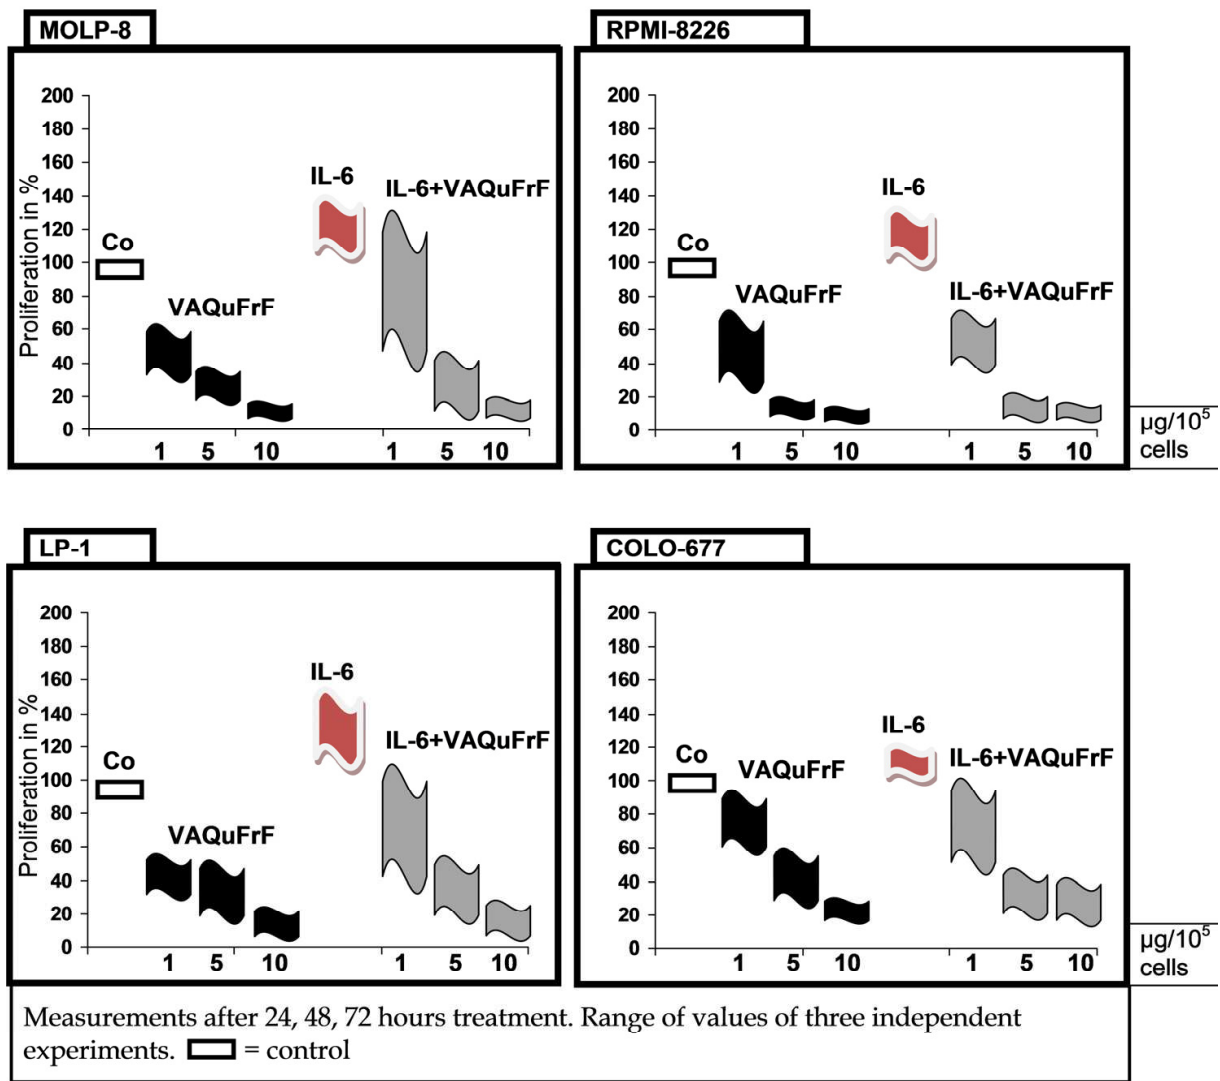 MOLP-8
Proliferation in %
200
180
160
140
120
100
80
60
40
20
0
Co
VAQuFrF
IL-6
IL-6+VAQuFrF
1 5 10 1 5 10
RPMI-8226
200
180
160
140
120
100
80
60
40
20
0
Co
VAQuFrF
IL-6
IL-6+VAQuFrF
1 5 10 1 5 10
µg/10⁵
cells
LP-1
Proliferation in %
200
180
160
140
120
100
80
60
40
20
0
Co
VAQuFrF
IL-6
IL-6+VAQuFrF
1 5 10 1 5 10
COLO-677
200
180
160
140
120
100
80
60
40
20
0
Co
VAQuFrF
IL-6
IL-6+VAQuFrF
1 5 10 1 5 10
µg/10⁵
cells
Measurements after 24, 48, 72 hours treatment. Range of values of three independent
experiments. = control